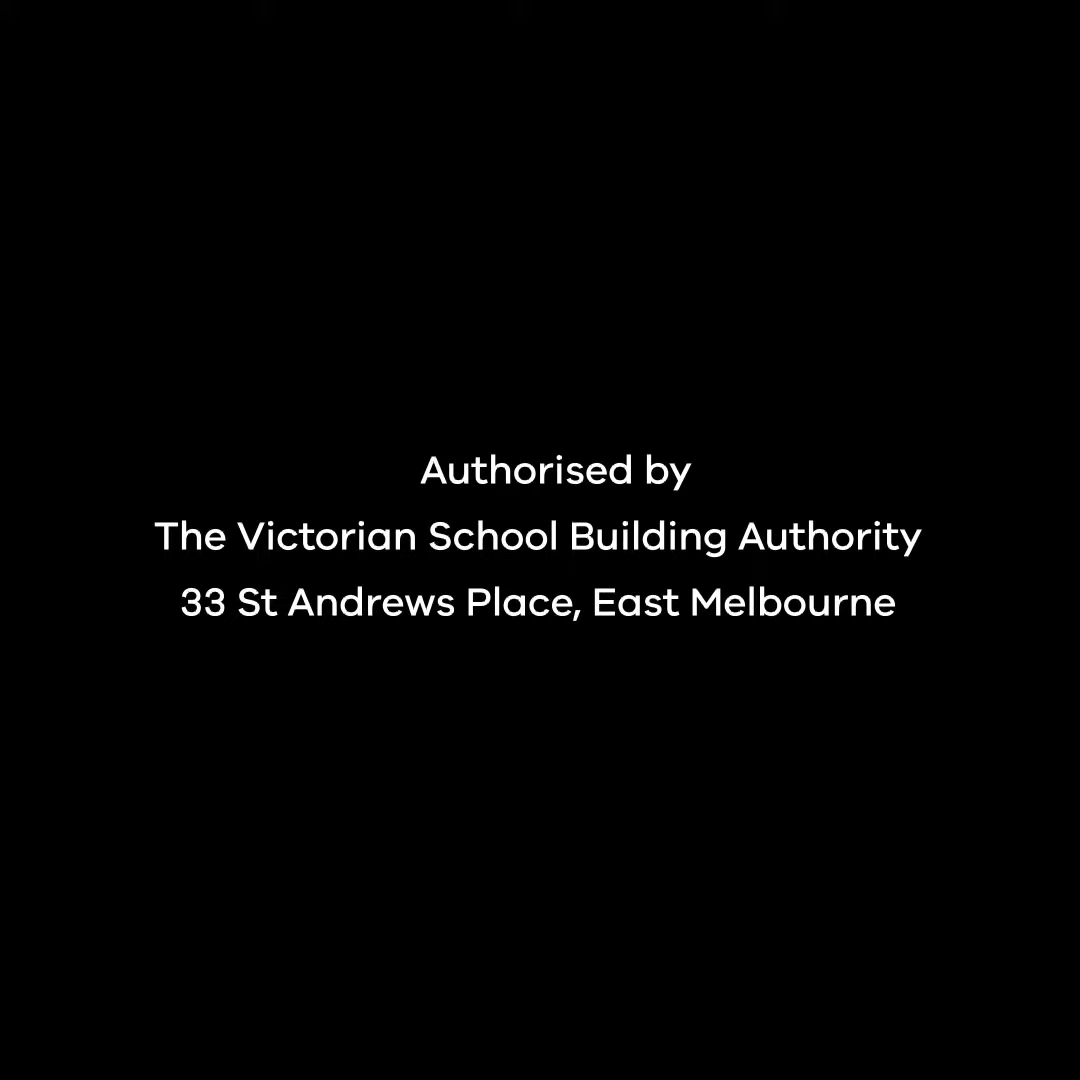 Authorised by
The Victorian School Building Authority
33 St Andrews Place, East Melbourne